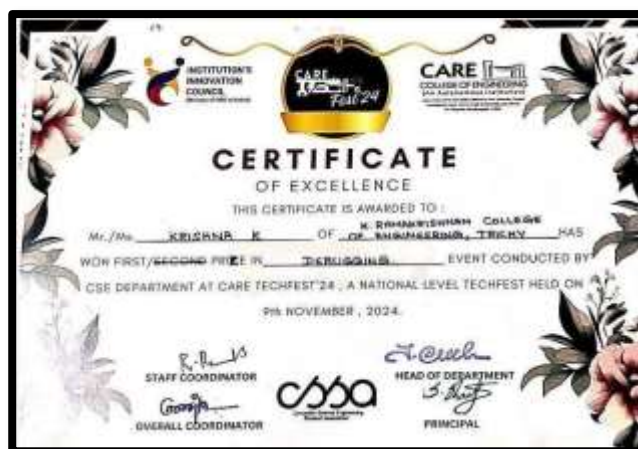 INSTITUTION'S
INNOVATION
COUNCIL
CARE
Fest'24
CARE
COLLEGE OF ENGINEERING
CERTIFICATE
OF EXCELLENCE
THIS CERTIFICATE IS AWARDED TO :
Mr./Ms. KRISHNA K OF K. RAMAKRISHNAN COLLEGE OF ENGINEERING, TRICHY HAS
WON FIRST/SECOND PRIZE IN DEBUGGING EVENT CONDUCTED BY
CSE DEPARTMENT AT CARE TECHFEST'24 , A NATIONAL LEVEL TECHFEST HELD ON
9th NOVEMBER , 2024.
STAFF COORDINATOR
HEAD OF DEPARTMENT
OVERALL COORDINATOR
cssa
PRINCIPAL